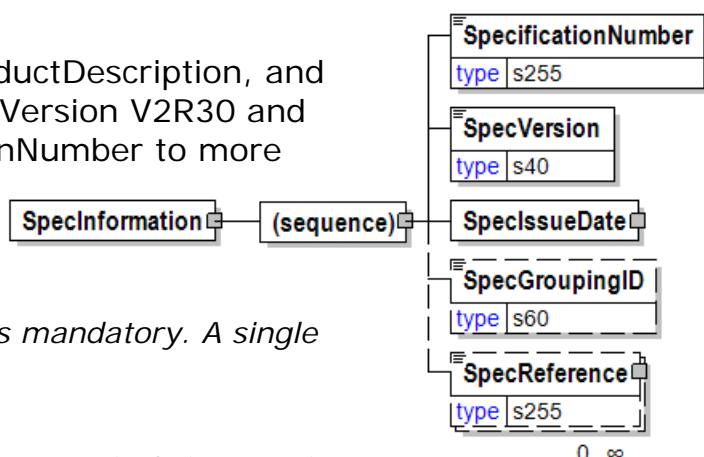 SpecificationNumber
type s255
ductDescription, and
Version V2R30 and
nNumber to more
SpecVersion
type s40
SpecInformation
(sequence)
SpecIssueDate
SpecGroupingID
type s60
s mandatory. A single
SpecReference
type s255
0 ∞